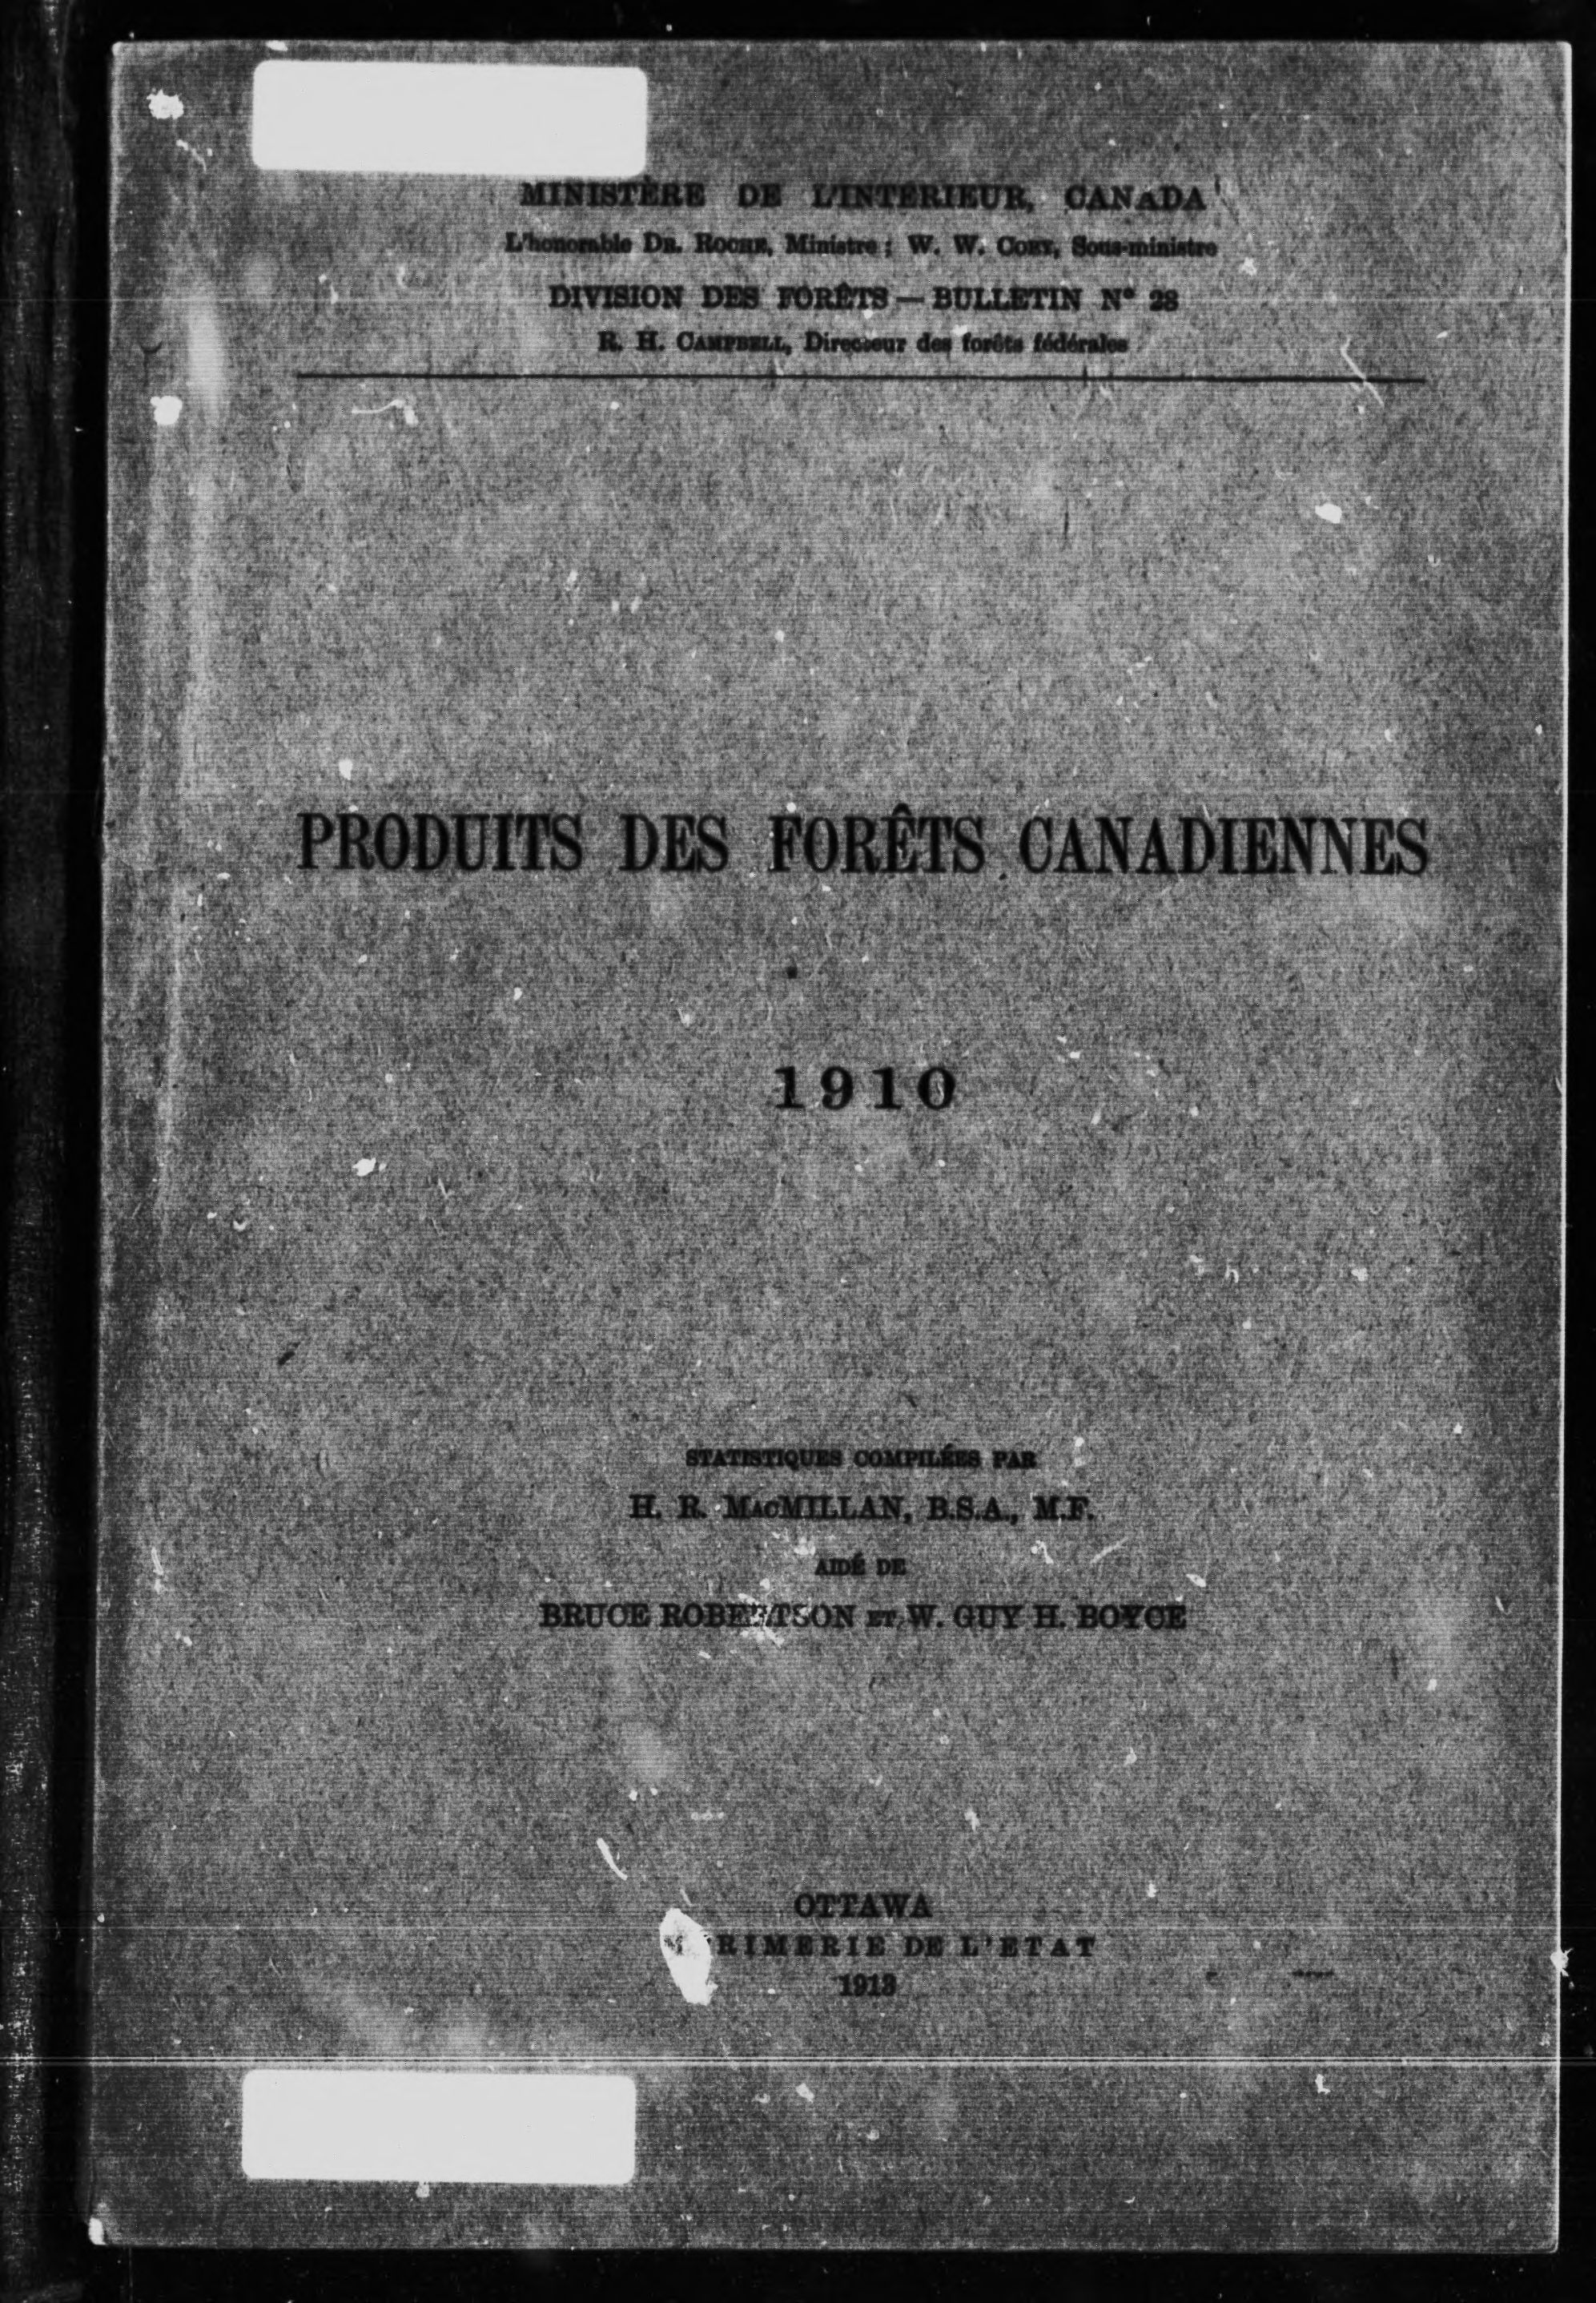 MINISTÈRE DE L'INTÉRIEUR, CANADA
L'honorable DR. ROCHE, Ministre; W. W. CORY, Sous-ministre
DIVISION DES FORÊTS — BULLETIN N° 28
R. H. CAMPBELL, Directeur des forêts fédérales
PRODUITS DES FORÊTS CANADIENNES
1910
STATISTIQUES COMPILÉES PAR
H. R. MACMILLAN, B.S.A., M.F.
AIDÉ DE
BRUCE ROBERTSON ET W. GUY H. BOYCE
OTTAWA
RIMERIE DE L'ETAT
1913